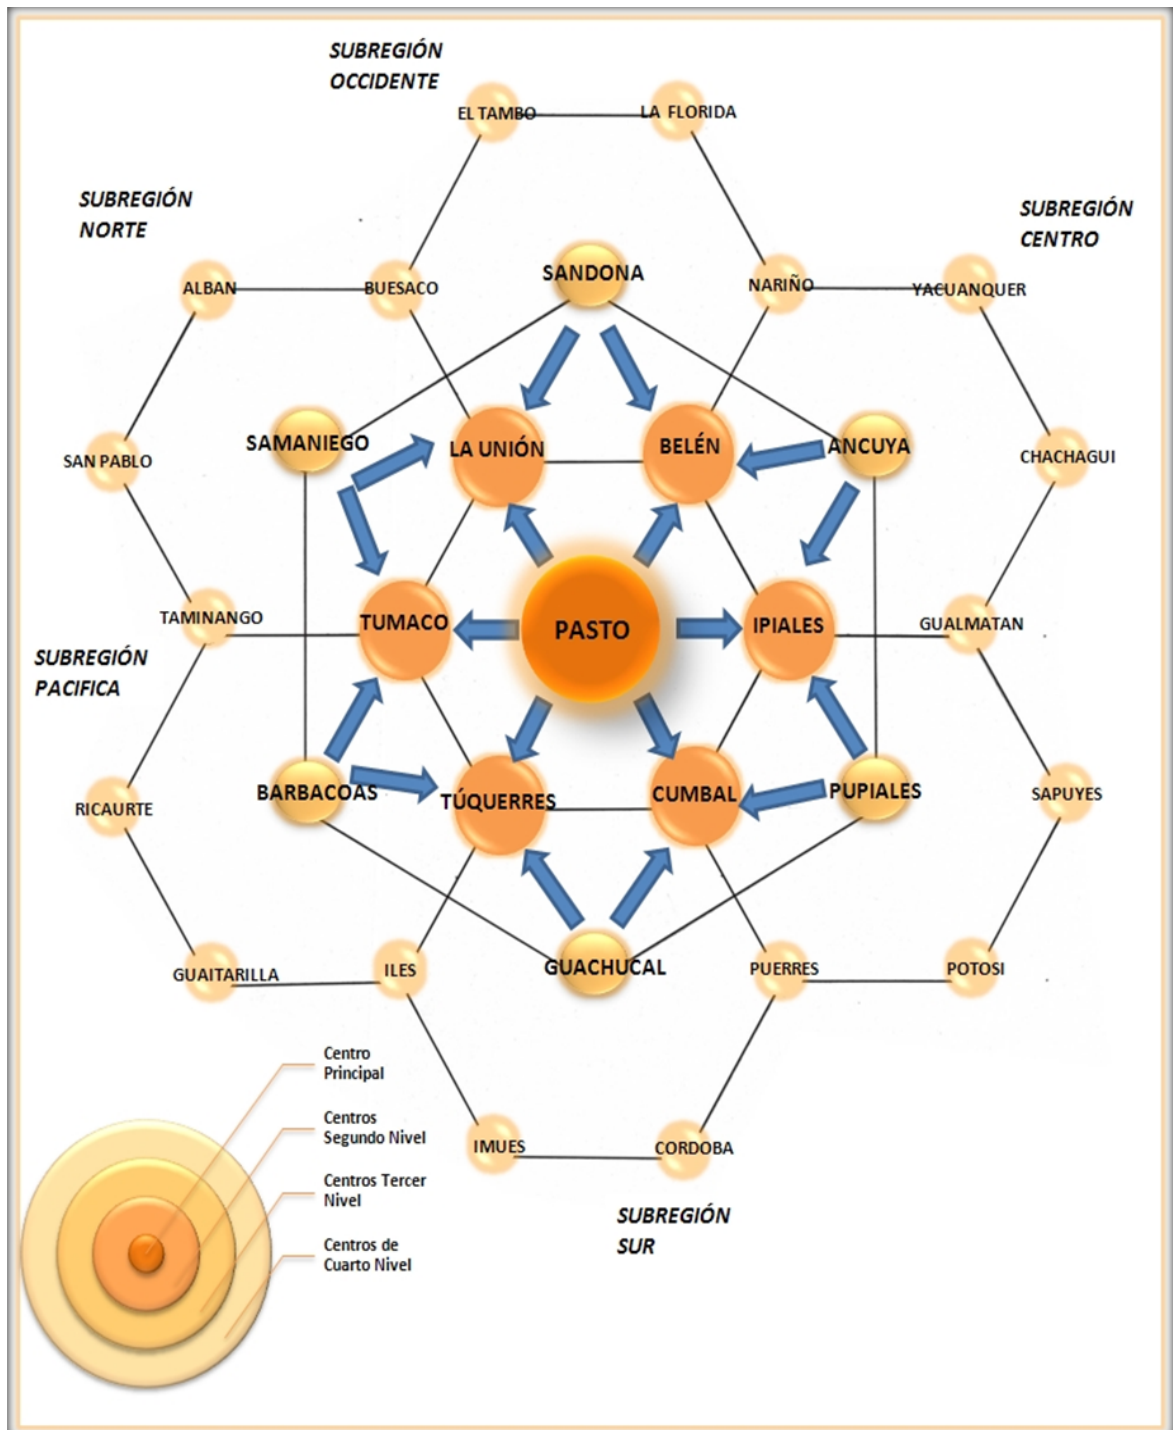 SUBREGIÓN
OCCIDENTE
EL TAMBO
LA FLORIDA
SUBREGIÓN
NORTE
SUBREGIÓN
CENTRO
ALBAN
BUESACO
SANDONA
NARIÑO
YACUANQUER
SAMANIEGO
LA UNIÓN
BELÉN
ANCUYA
SAN PABLO
CHACHAGUI
TAMINANGO
TUMACO
PASTO
IPIALES
GUALMATAN
SUBREGIÓN
PACIFICA
RICAURTE
BARBACOAS
TÚQUERRES
CUMBAL
PUPIALES
SAPUYES
GUAITARILLA
ILES
GUACHUCAL
PUERRES
POTOSI
Centro
Principal
Centros
Segundo Nivel
IMUES
CORDOBA
Centros Tercer
Nivel
SUBREGIÓN
SUR
Centros de
Cuarto Nivel